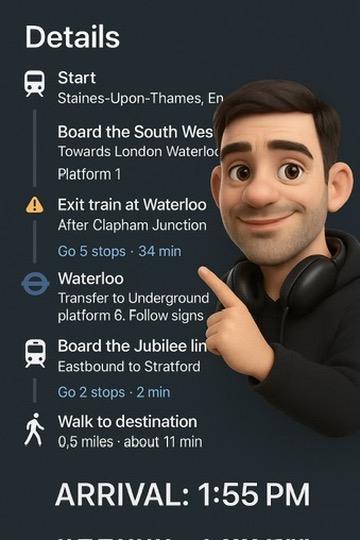 Details
Start
Staines-Upon-Thames, En
Board the South Wes
Towards London Waterloo
Platform 1
Exit train at Waterloo
After Clapham Junction
Go 5 stops · 34 min
Waterloo
Transfer to Underground
platform 6. Follow signs
Board the Jubilee lin
Eastbound to Stratford
Go 2 stops · 2 min
Walk to destination
0,5 miles · about 11 min
ARRIVAL: 1:55 PM